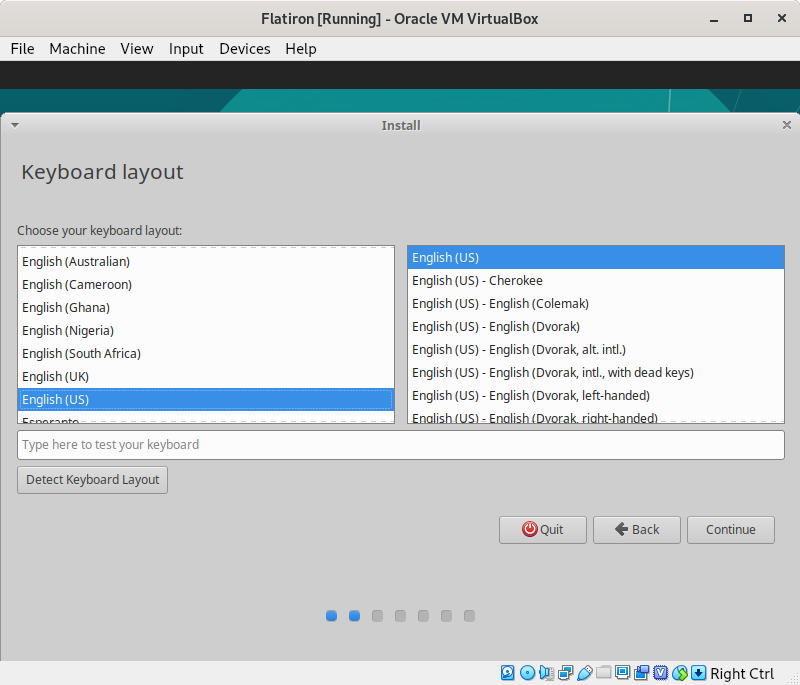 Flatiron [Running] - Oracle VM VirtualBox
File Machine View Input Devices Help
Install
Keyboard layout
Choose your keyboard layout:
English (Australian)
English (Cameroon)
English (Ghana)
English (Nigeria)
English (South Africa)
English (UK)
English (US)
Esperanto
English (US)
English (US) - Cherokee
English (US) - English (Colemak)
English (US) - English (Dvorak)
English (US) - English (Dvorak, alt. intl.)
English (US) - English (Dvorak, intl., with dead keys)
English (US) - English (Dvorak, left-handed)
English (US) - English (Dvorak, right-handed)
Type here to test your keyboard
Detect Keyboard Layout
Quit Back Continue
Right Ctrl